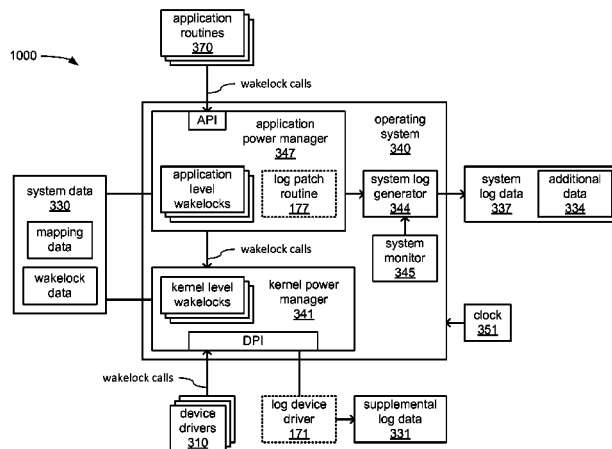 application
routines
370
1000
wakelock calls
API
application
power manager
347
operating
system
340
application
level
wakelocks
log patch
routine
177
system log
generator
344
system
log data
337
additional
data
334
system data
330
mapping
data
wakelock
data
system
monitor
345
wakelock calls
kernel level
wakelocks
kernel power
manager
341
DPI
clock
351
wakelock calls
device
drivers
310
log device
driver
171
supplemental
log data
331